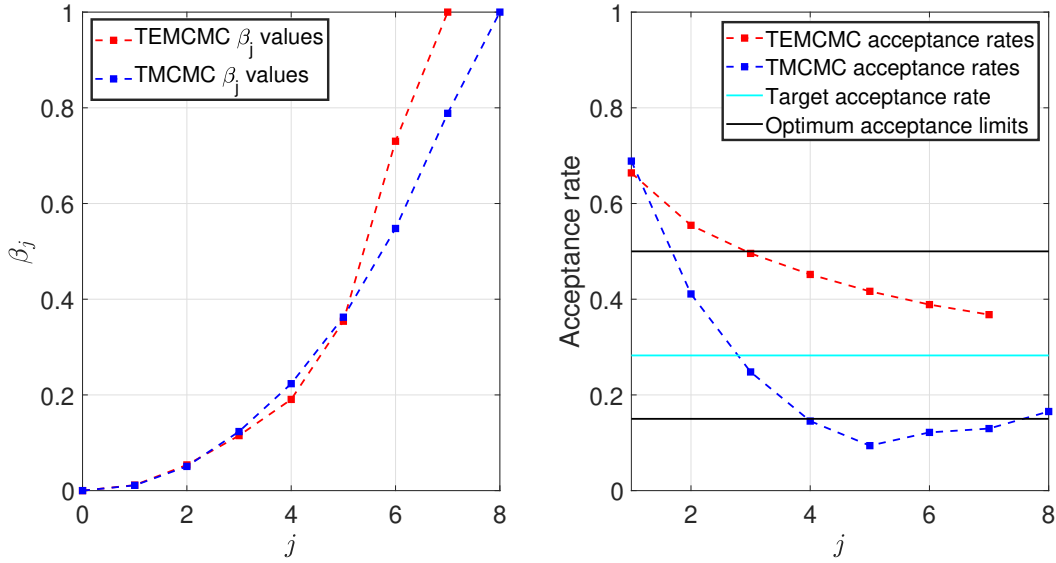 1
0.8
0.6
0.4
0.2
0
0 2 4 6 8
β_j
j
TEMCMC β_j values
TMCMC β_j values
1
0.8
0.6
0.4
0.2
0
2 4 6 8
Acceptance rate
j
TEMCMC acceptance rates
TMCMC acceptance rates
Target acceptance rate
Optimum acceptance limits